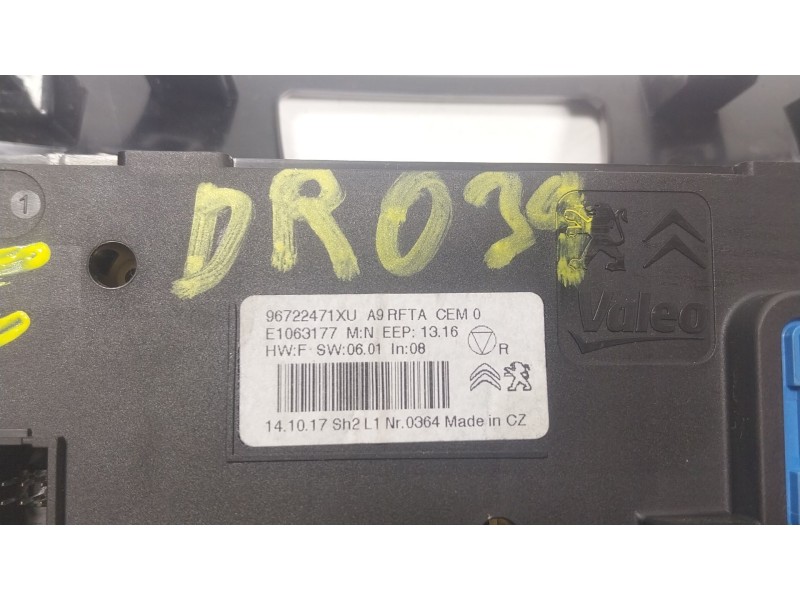 DR039
1
Valeo
96722471XU A9 RFTA CEM 0
E1063177 M:N EEP: 13.16
HW:F SW:06.01 In:08
R
14.10.17 Sh2 L1 Nr.0364 Made in CZ